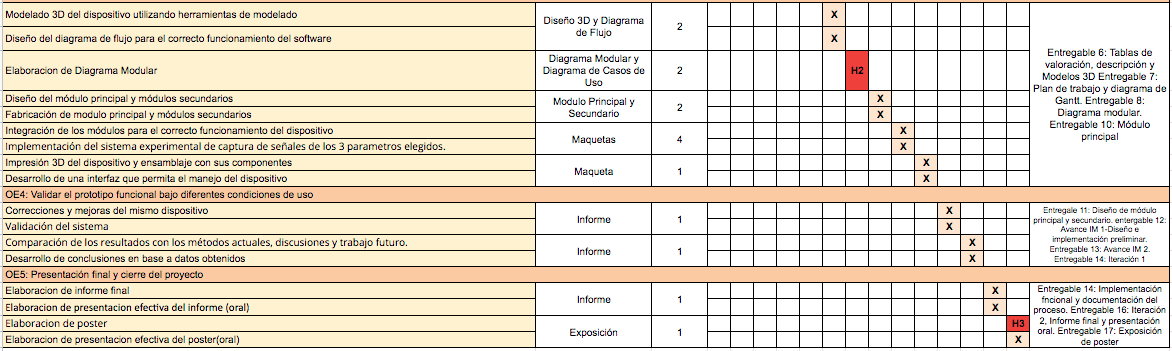 Modelado 3D del dispositivo utilizando herramientas de modelado
X
Diseño 3D y Diagrama
de Flujo
2
Diseño del diagrama de flujo para el correcto funcionamiento del software
X
Elaboracion de Diagrama Modular
Diagrama Modular y
Diagrama de Casos de
Uso
2
H2
Diseño del módulo principal y módulos secundarios
X
Modulo Principal y
Secundario
2
Fabricación de modulo principal y módulos secundarios
X
Integración de los módulos para el correcto funcionamiento del dispositivo
X
Maquetas
4
Implementación del sistema experimental de captura de señales de los 3 parametros elegidos.
X
Impresión 3D del dispositivo y ensamblaje con sus componentes
X
Maqueta
1
Desarrollo de una interfaz que permita el manejo del dispositivo
X
Entregable 6: Tablas de
valoración, descripción y
Modelos 3D Entregable 7:
Plan de trabajo y diagrama de
Gantt. Entregable 8:
Diagrama modular.
Entregable 10: Módulo
principal
OE4: Validar el prototipo funcional bajo diferentes condiciones de uso
Correcciones y mejoras del mismo dispositivo
X
Informe
1
Validación del sistema
X
Comparación de los resultados con los métodos actuales, discusiones y trabajo futuro.
X
Informe
1
Desarrollo de conclusiones en base a datos obtenidos
X
Entregale 11: Diseño de módulo
principal y secundario. entergable 12:
Avance IM 1-Diseño e
implementación preliminar.
Entregable 13: Avance IM 2.
Entregable 14: Iteración 1
OE5: Presentación final y cierre del proyecto
Elaboracion de informe final
X
Informe
1
Elaboracion de presentacion efectiva del informe (oral)
X
Elaboracion de poster
H3
Exposición
1
Elaboracion de presentacion efectiva del poster(oral)
X
Entregable 14: Implementación
fncional y documentación del
proceso. Entregable 16: Iteración
2, Informe final y presentación
oral. Entregable 17: Exposición
de poster